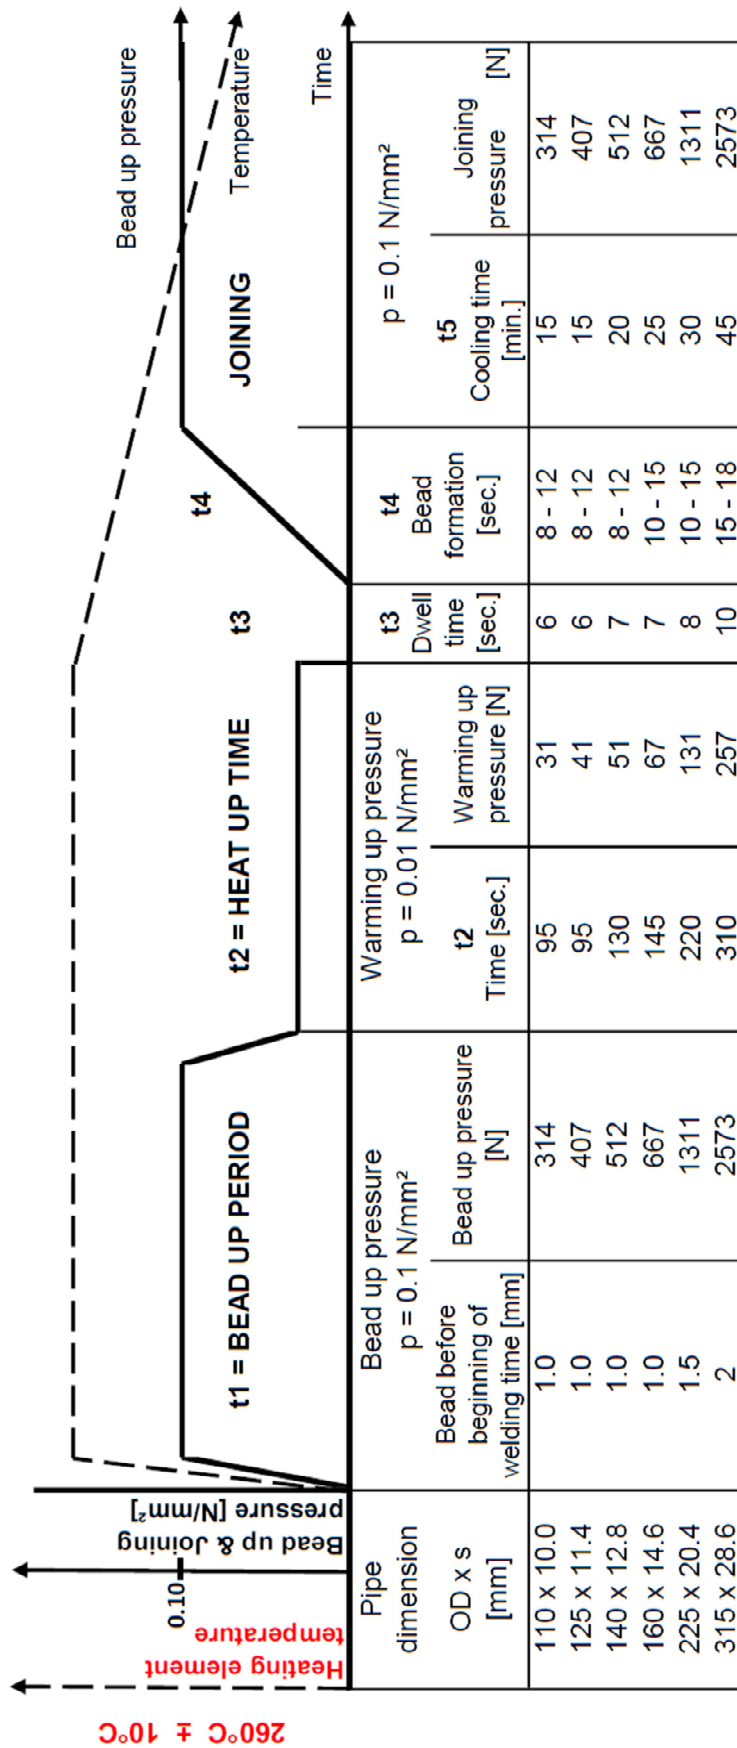 260°C ± 10°C
Heating element
temperature
0.10
Bead up & Joining
pressure [N/mm²]
t1 = BEAD UP PERIOD
t2 = HEAT UP TIME
t3
t4
JOINING
Bead up pressure
Temperature
Time
Pipe
dimension
OD x s
[mm]
Bead up pressure
p = 0.1 N/mm²
Bead before
beginning of
welding time [mm]
Bead up pressure
[N]
Warming up pressure
p = 0.01 N/mm²
t2
Time [sec.]
Warming up
pressure [N]
t3
Dwell
time
[sec.]
t4
Bead
formation
[sec.]
p = 0.1 N/mm²
t5
Cooling time
[min.]
Joining
pressure [N]
110 x 10.0 1.0 314 95 31 6 8 - 12 15 314
125 x 11.4 1.0 407 95 41 6 8 - 12 15 407
140 x 12.8 1.0 512 130 51 7 8 - 12 20 512
160 x 14.6 1.0 667 145 67 7 10 - 15 25 667
225 x 20.4 1.5 1311 220 131 8 10 - 15 30 1311
315 x 28.6 2 2573 310 257 10 15 - 18 45 2573